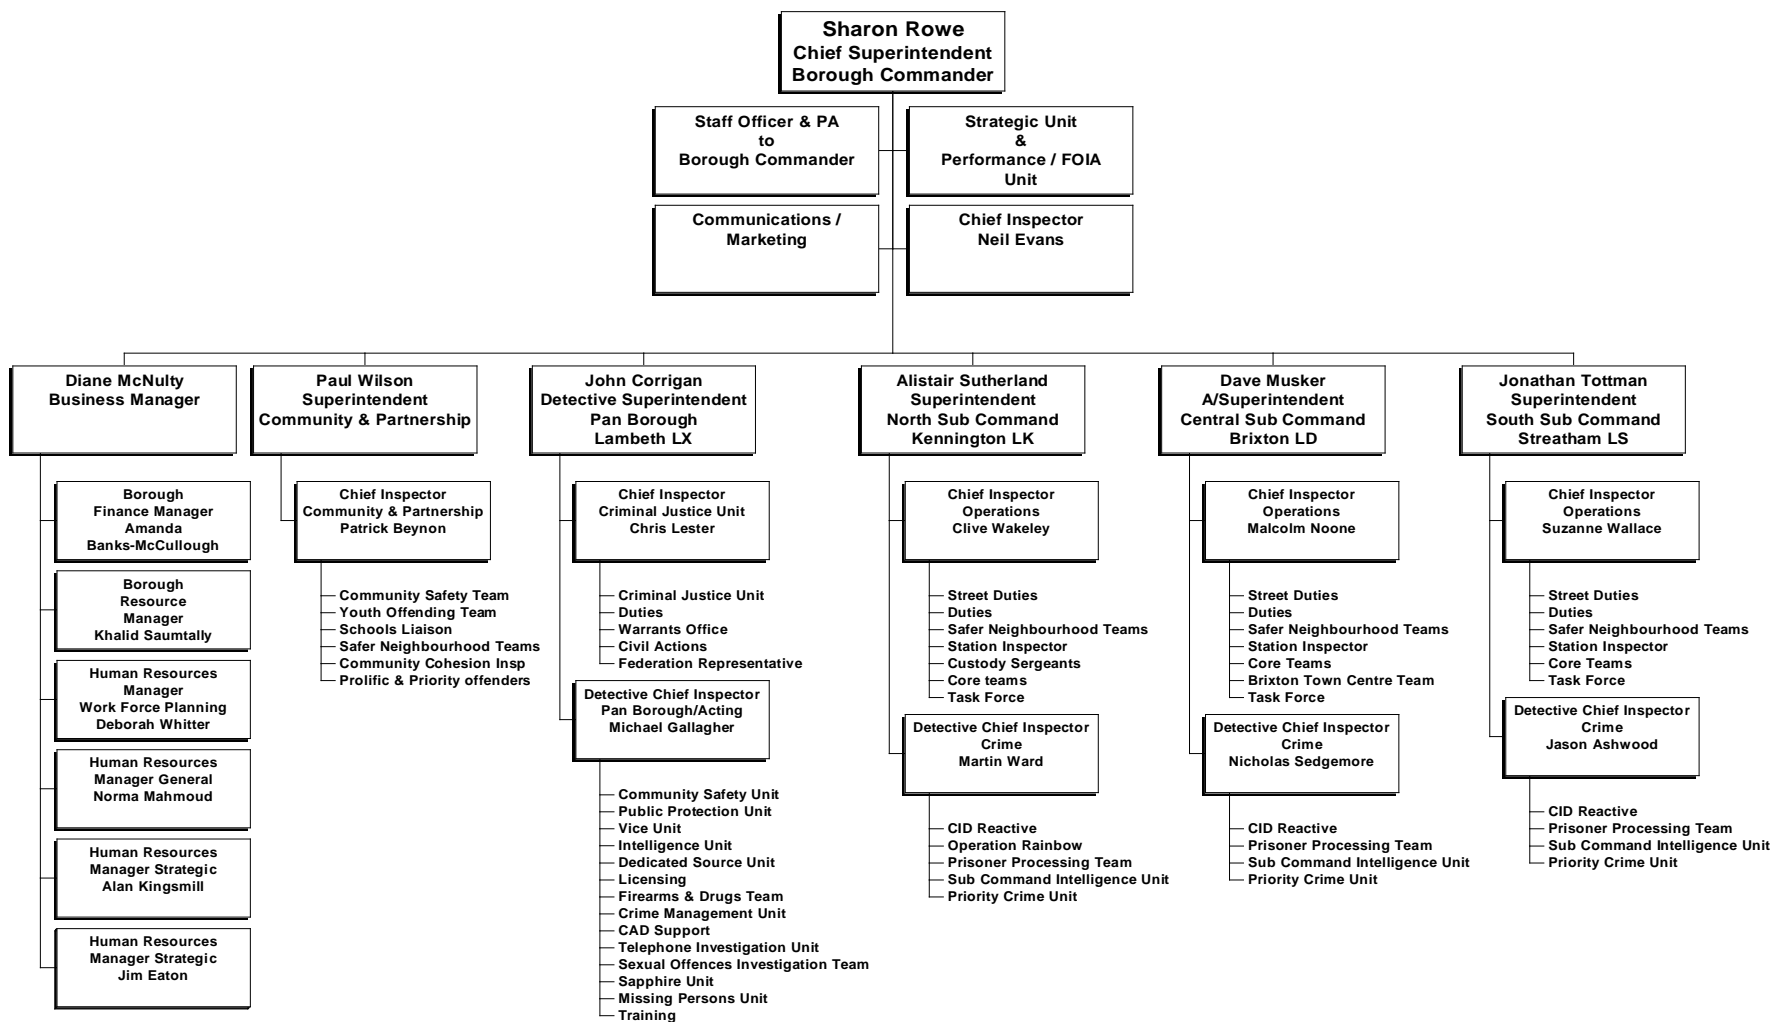 Sharon Rowe
Chief Superintendent
Borough Commander
Staff Officer & PA
to
Borough Commander
Strategic Unit
&
Performance / FOIA
Unit
Communications /
Marketing
Chief Inspector
Neil Evans
Diane McNulty
Business Manager
Borough
Finance Manager
Amanda
Banks-McCullough
Borough
Resource
Manager
Khalid Saumtally
Human Resources
Manager
Work Force Planning
Deborah Whitter
Human Resources
Manager General
Norma Mahmoud
Human Resources
Manager Strategic
Alan Kingsmill
Human Resources
Manager Strategic
Jim Eaton
Paul Wilson
Superintendent
Community & Partnership
Chief Inspector
Community & Partnership
Patrick Beynon
Community Safety Team
Youth Offending Team
Schools Liaison
Safer Neighbourhood Teams
Community Cohesion Insp
Prolific & Priority offenders
John Corrigan
Detective Superintendent
Pan Borough
Lambeth LX
Chief Inspector
Criminal Justice Unit
Chris Lester
Criminal Justice Unit
Duties
Warrants Office
Civil Actions
Federation Representative
Detective Chief Inspector
Pan Borough/Acting
Michael Gallagher
Community Safety Unit
Public Protection Unit
Vice Unit
Intelligence Unit
Dedicated Source Unit
Licensing
Firearms & Drugs Team
Crime Management Unit
CAD Support
Telephone Investigation Unit
Sexual Offences Investigation Team
Sapphire Unit
Missing Persons Unit
Training
Alistair Sutherland
Superintendent
North Sub Command
Kennington LK
Chief Inspector
Operations
Clive Wakeley
Street Duties
Duties
Safer Neighbourhood Teams
Station Inspector
Custody Sergeants
Core teams
Task Force
Detective Chief Inspector
Crime
Martin Ward
CID Reactive
Operation Rainbow
Prisoner Processing Team
Sub Command Intelligence Unit
Priority Crime Unit
Dave Musker
A/Superintendent
Central Sub Command
Brixton LD
Chief Inspector
Operations
Malcolm Noone
Street Duties
Duties
Safer Neighbourhood Teams
Station Inspector
Core Teams
Brixton Town Centre Team
Task Force
Detective Chief Inspector
Crime
Nicholas Sedgemore
CID Reactive
Prisoner Processing Team
Sub Command Intelligence Unit
Priority Crime Unit
Jonathan Tottman
Superintendent
South Sub Command
Streatham LS
Chief Inspector
Operations
Suzanne Wallace
Street Duties
Duties
Safer Neighbourhood Teams
Station Inspector
Core Teams
Task Force
Detective Chief Inspector
Crime
Jason Ashwood
CID Reactive
Prisoner Processing Team
Sub Command Intelligence Unit
Priority Crime Unit